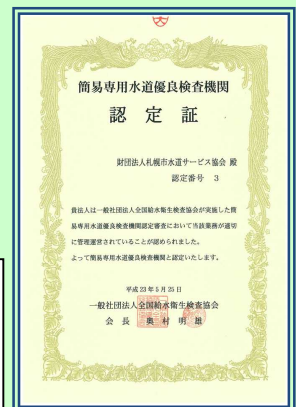 簡易専用水道優良検査機関
認定証
財団法人札幌市水道サービス協会 殿
認定番号 3
貴法人は一般社団法人全国給水衛生検査協会が実施した簡
易専用水道優良検査機関認定審査において当該業務が適切
に管理運営されていることが認められました。
よって簡易専用水道優良検査機関と認定いたします。
平成23年5月25日
一般社団法人全国給水衛生検査協会
会長 奥村明雄